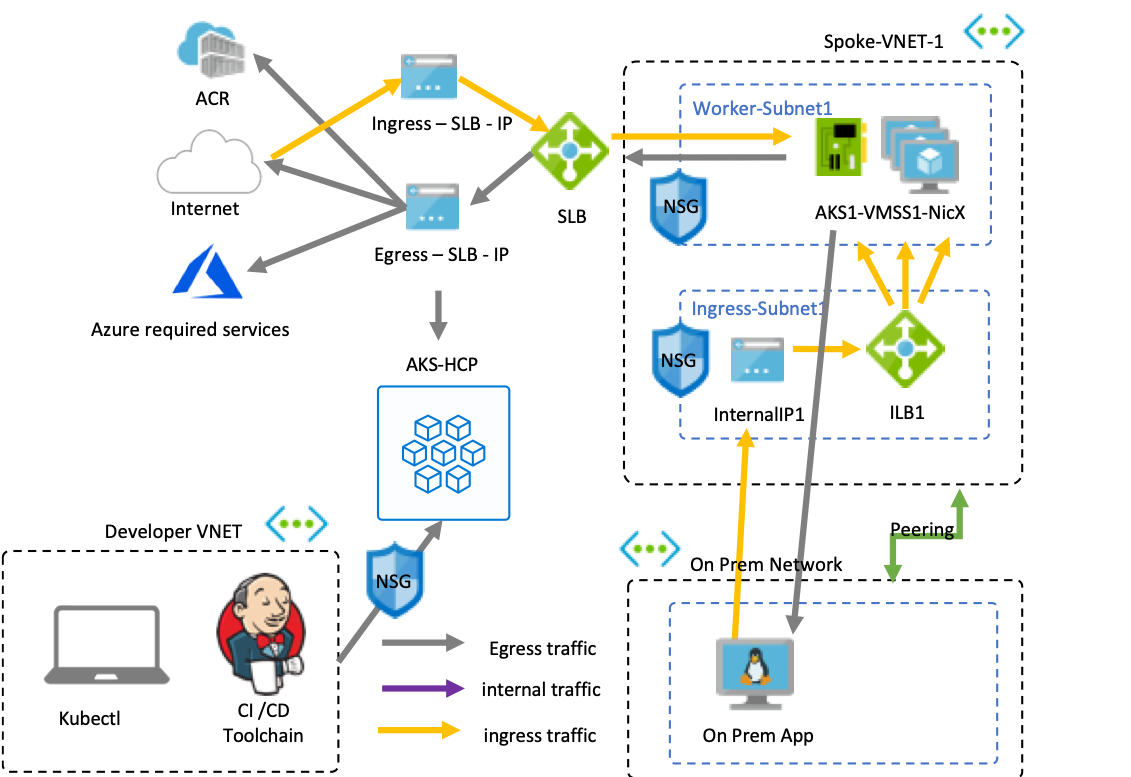 Spoke-VNET-1
ACR
Ingress – SLB - IP
Worker-Subnet1
Internet
SLB
NSG
AKS1-VMSS1-NicX
Egress – SLB - IP
Azure required services
Ingress-Subnet1
AKS-HCP
NSG
InternalIP1
ILB1
Developer VNET
Peering
On Prem Network
NSG
Kubectl
CI /CD
Toolchain
Egress traffic
internal traffic
ingress traffic
On Prem App